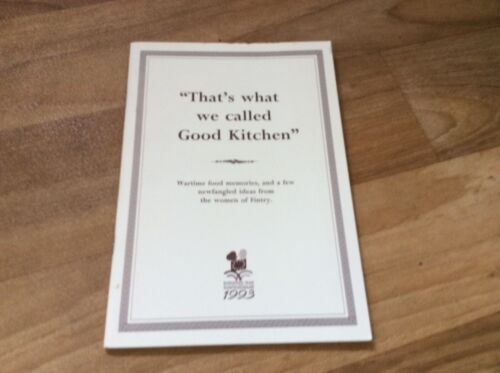 "That's what
we called
Good Kitchen"
Wartime food memories, and a few
newfangled ideas from
the women of Fintry.
1993